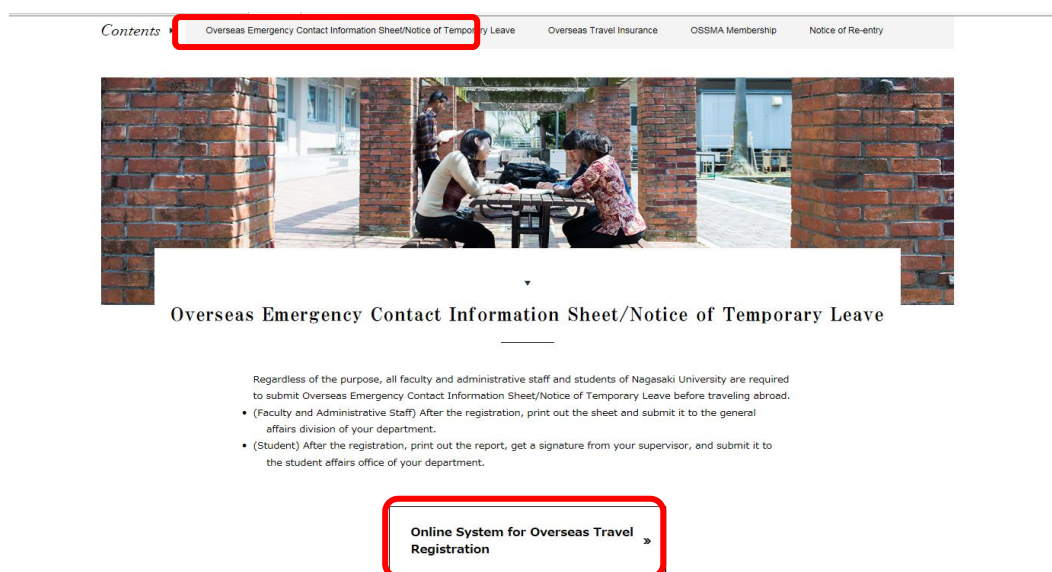 Contents ▸ Overseas Emergency Contact Information Sheet/Notice of Temporary Leave Overseas Travel Insurance OSSMA Membership Notice of Re-entry
Overseas Emergency Contact Information Sheet/Notice of Temporary Leave
Regardless of the purpose, all faculty and administrative staff and students of Nagasaki University are required
to submit Overseas Emergency Contact Information Sheet/Notice of Temporary Leave before traveling abroad.
• (Faculty and Administrative Staff) After the registration, print out the sheet and submit it to the general
affairs division of your department.
• (Student) After the registration, print out the report, get a signature from your supervisor, and submit it to
the student affairs office of your department.
Online System for Overseas Travel »
Registration